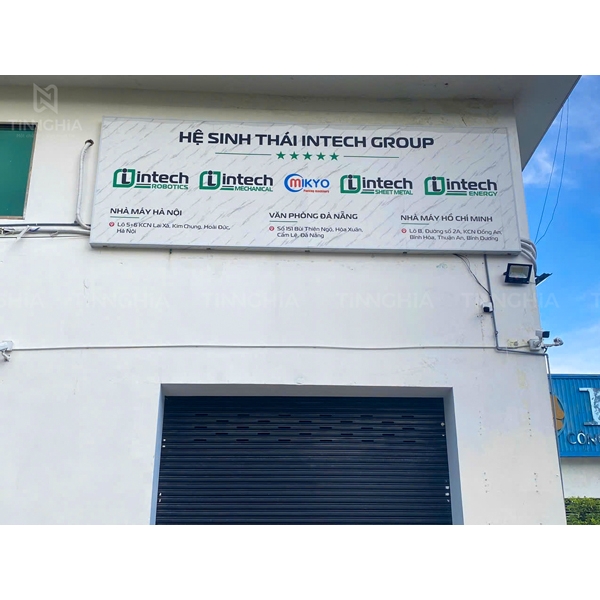 HỆ SINH THÁI INTECH GROUP
intech ROBOTICS
intech MECHANICAL
MIKYO
intech SHEET METAL
intech ENERGY
NHÀ MÁY HÀ NỘI
Lô 5+6 KCN Lai Xá, Kim Chung, Hoài Đức,
Hà Nội
VĂN PHÒNG ĐÀ NẴNG
Số 151 Bùi Thiện Ngộ, Hòa Xuân,
Cẩm Lệ, Đà Nẵng
NHÀ MÁY HỒ CHÍ MINH
Lô B, Đường số 2A, KCN Đồng An,
Bình Hòa, Thuận An, Bình Dương
TINNGHIA